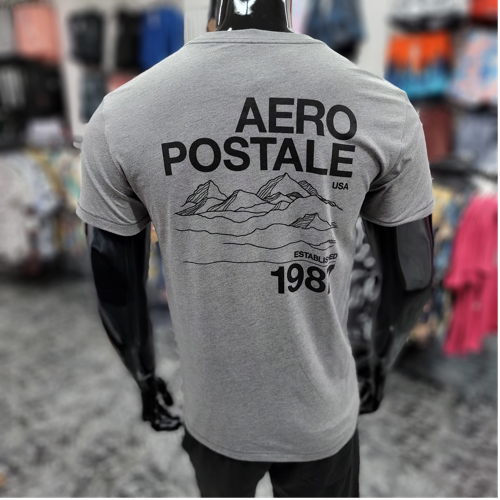 AERO
POSTALE
USA
ESTABLISHED
1987